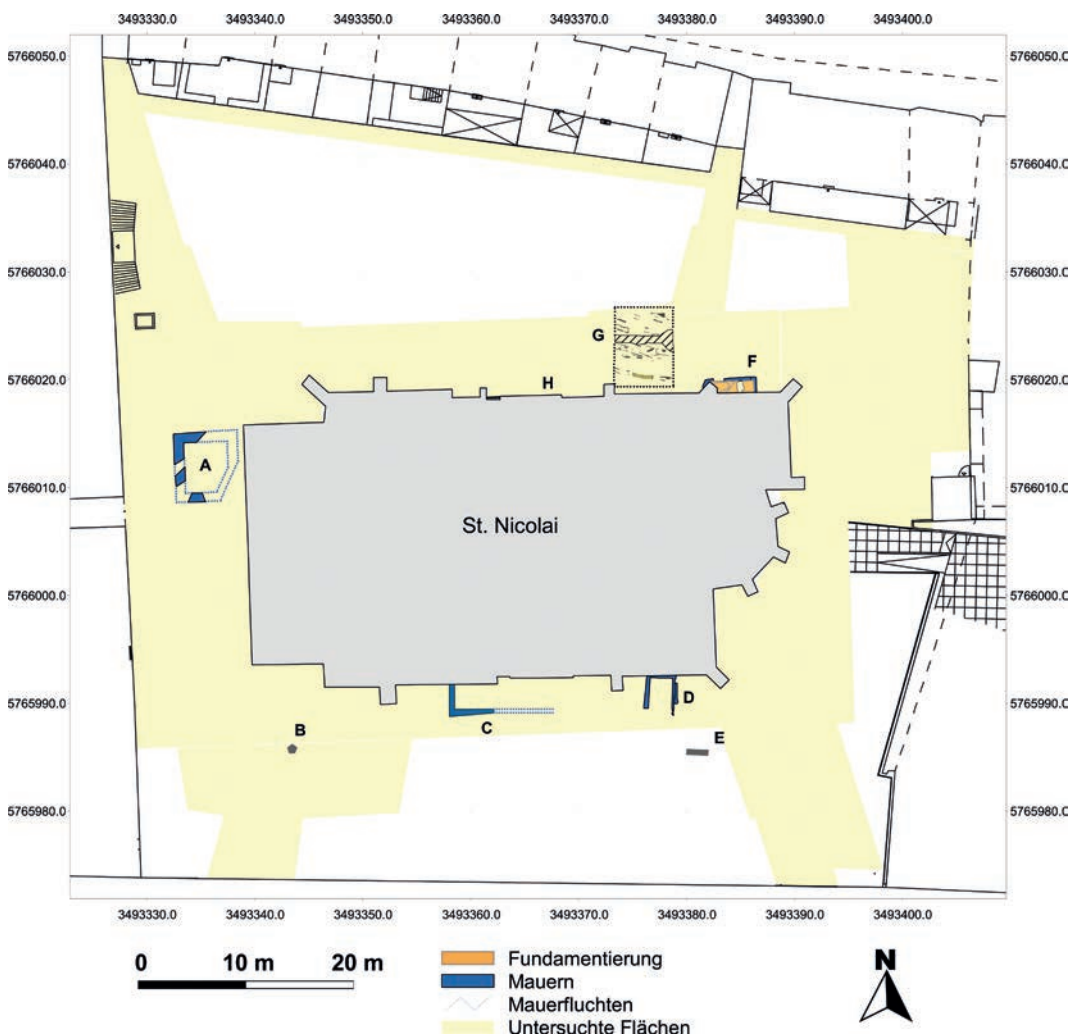 3493330.0 3493340.0 3493350.0 3493360.0 3493370.0 3493380.0 3493390.0 3493400.0
5766050.0 5766050.0
5766040.0 5766040.0
5766030.0 5766030.0
G
F
5766020.0 5766020.0
H
A
5766010.0 5766010.0
St. Nicolai
5766000.0 5766000.0
5765990.0 5765990.0
D
B C E
5765980.0 5765980.0
3493330.0 3493340.0 3493350.0 3493360.0 3493370.0 3493380.0 3493390.0 3493400.0
0 10 m 20 m
Fundamentierung
Mauern
Mauerfluchten
Untersuchte Flächen
N